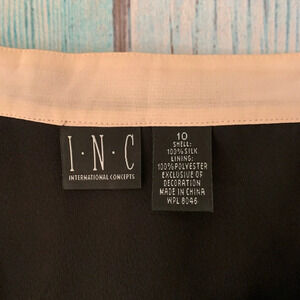 I·N·C
INTERNATIONAL CONCEPTS
10
SHELL:
100% SILK
LINING:
100% POLYESTER
EXCLUSIVE OF
DECORATION
MADE IN CHINA
WPL 8046